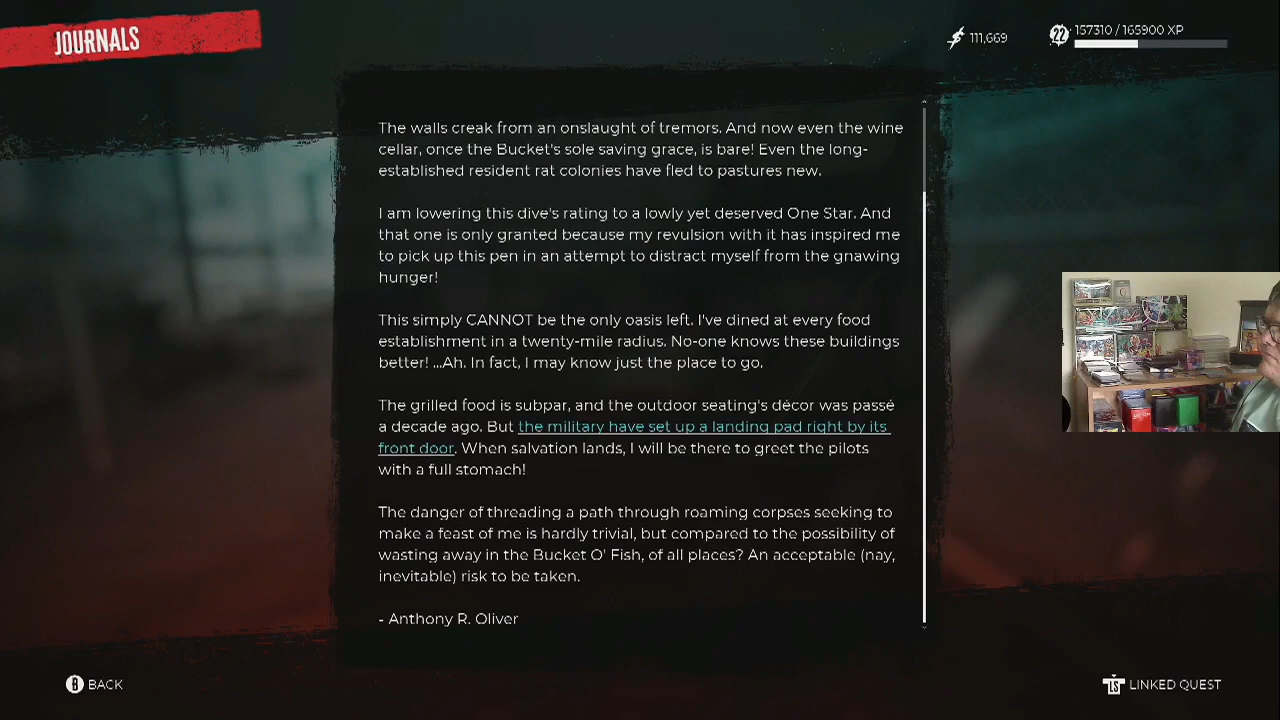 JOURNALS
111,669
22
157310 / 165900 XP
The walls creak from an onslaught of tremors. And now even the wine
cellar, once the Bucket's sole saving grace, is bare! Even the long-
established resident rat colonies have fled to pastures new.
I am lowering this dive's rating to a lowly yet deserved One Star. And
that one is only granted because my revulsion with it has inspired me
to pick up this pen in an attempt to distract myself from the gnawing
hunger!
This simply CANNOT be the only oasis left. I've dined at every food
establishment in a twenty-mile radius. No-one knows these buildings
better! ...Ah. In fact, I may know just the place to go.
The grilled food is subpar, and the outdoor seating's décor was passé
a decade ago. But the military have set up a landing pad right by its
front door. When salvation lands, I will be there to greet the pilots
with a full stomach!
The danger of threading a path through roaming corpses seeking to
make a feast of me is hardly trivial, but compared to the possibility of
wasting away in the Bucket O' Fish, of all places? An acceptable (nay,
inevitable) risk to be taken.
- Anthony R. Oliver
B BACK
LS LINKED QUEST